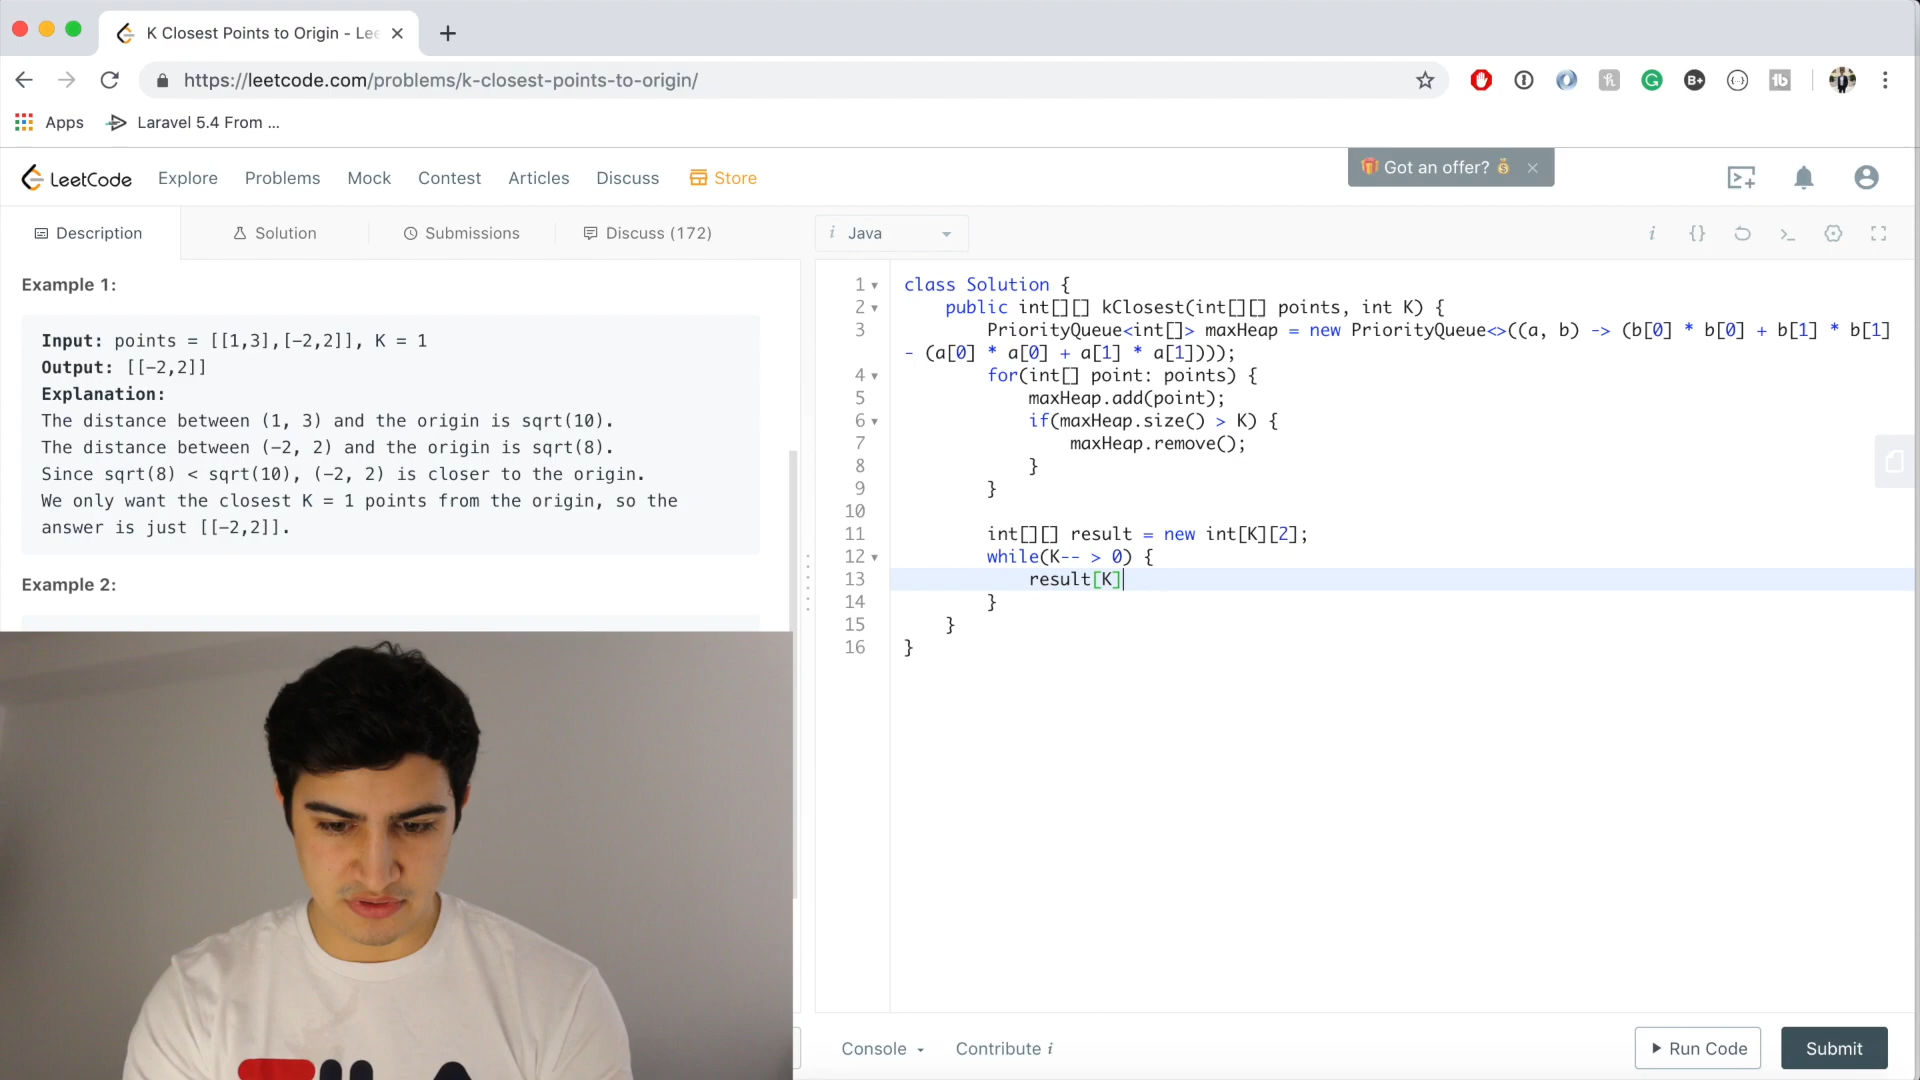 K Closest Points to Origin - Lee
https://leetcode.com/problems/k-closest-points-to-origin/
Apps
Laravel 5.4 From ...
LeetCode
Explore
Problems
Mock
Contest
Articles
Discuss
Store
Got an offer?
Description
Solution
Submissions
Discuss (172)
i Java
Example 1:
Input: points = [[1,3],[-2,2]], K = 1
Output: [[-2,2]]
Explanation:
The distance between (1, 3) and the origin is sqrt(10).
The distance between (-2, 2) and the origin is sqrt(8).
Since sqrt(8) < sqrt(10), (-2, 2) is closer to the origin.
We only want the closest K = 1 points from the origin, so the
answer is just [[-2,2]].
Example 2:
1 class Solution {
2 public int[][] kClosest(int[][] points, int K) {
3 PriorityQueue<int[]> maxHeap = new PriorityQueue<>((a, b) -> (b[0] * b[0] + b[1] * b[1]
- (a[0] * a[0] + a[1] * a[1])));
4 for(int[] point: points) {
5 maxHeap.add(point);
6 if(maxHeap.size() > K) {
7 maxHeap.remove();
8 }
9 }
10
11 int[][] result = new int[K][2];
12 while(K-- > 0) {
13 result[K]
14 }
15 }
16 }
Console
Contribute i
Run Code
Submit